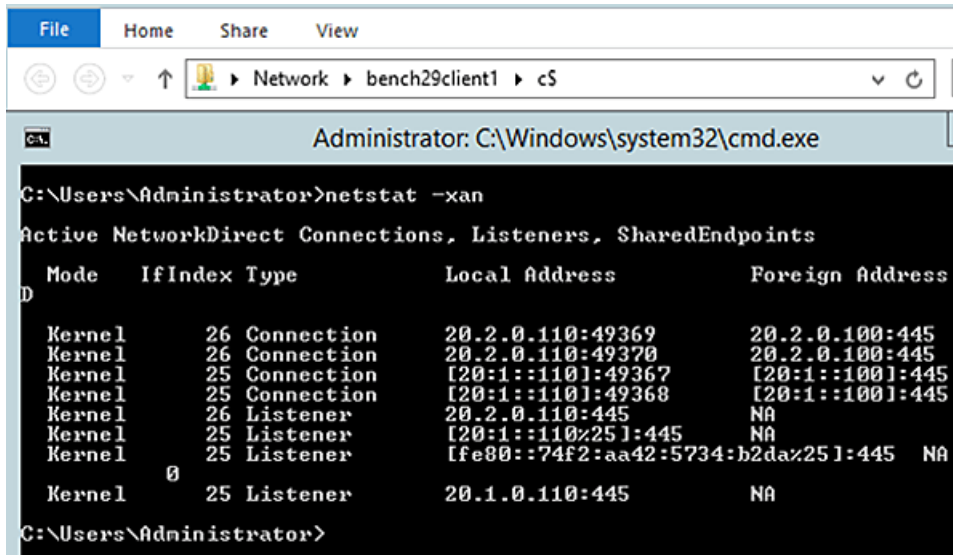 File Home Share View
Network bench29client1 c$
Administrator: C:\Windows\system32\cmd.exe
C:\Users\Administrator>netstat -xan
Active NetworkDirect Connections, Listeners, SharedEndpoints
Mode IfIndex Type Local Address Foreign Address
D
Kernel 26 Connection 20.2.0.110:49369 20.2.0.100:445
Kernel 26 Connection 20.2.0.110:49370 20.2.0.100:445
Kernel 25 Connection [20:1::110]:49367 [20:1::100]:445
Kernel 25 Connection [20:1::110]:49368 [20:1::100]:445
Kernel 26 Listener 20.2.0.110:445 NA
Kernel 25 Listener [20:1::110%25]:445 NA
Kernel 25 Listener [fe80::74f2:aa42:5734:b2da%25]:445 NA
0
Kernel 25 Listener 20.1.0.110:445 NA
C:\Users\Administrator>